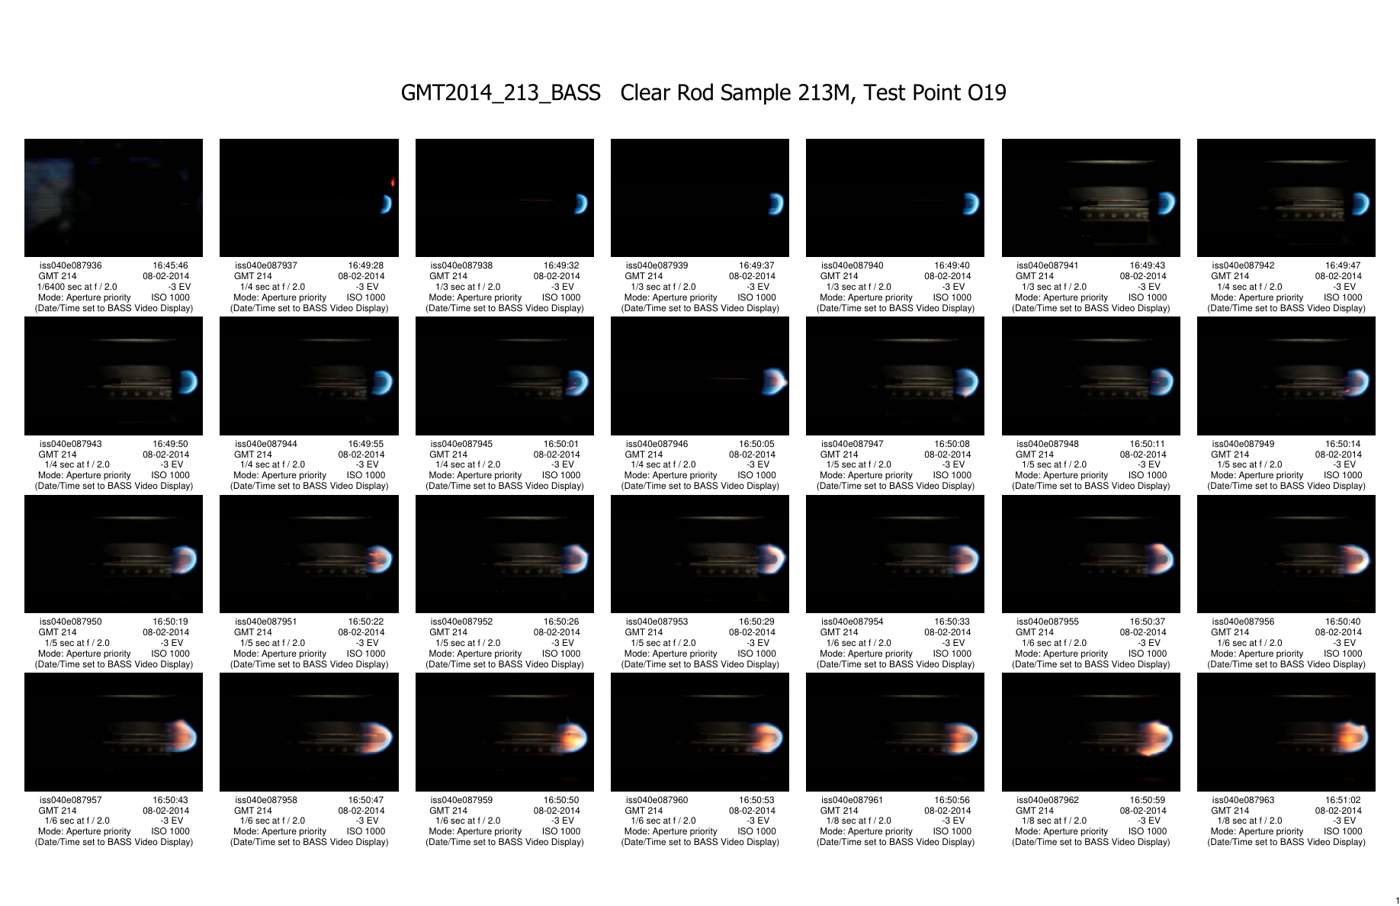 GMT2014_213_BASS Clear Rod Sample 213M, Test Point O19
iss040e087936 16:45:46
GMT 214 08-02-2014
1/6400 sec at f / 2.0 -3 EV
Mode: Aperture priority ISO 1000
(Date/Time set to BASS Video Display)
iss040e087937 16:49:28
GMT 214 08-02-2014
1/4 sec at f / 2.0 -3 EV
Mode: Aperture priority ISO 1000
(Date/Time set to BASS Video Display)
iss040e087938 16:49:32
GMT 214 08-02-2014
1/3 sec at f / 2.0 -3 EV
Mode: Aperture priority ISO 1000
(Date/Time set to BASS Video Display)
iss040e087939 16:49:37
GMT 214 08-02-2014
1/3 sec at f / 2.0 -3 EV
Mode: Aperture priority ISO 1000
(Date/Time set to BASS Video Display)
iss040e087940 16:49:40
GMT 214 08-02-2014
1/3 sec at f / 2.0 -3 EV
Mode: Aperture priority ISO 1000
(Date/Time set to BASS Video Display)
iss040e087941 16:49:43
GMT 214 08-02-2014
1/3 sec at f / 2.0 -3 EV
Mode: Aperture priority ISO 1000
(Date/Time set to BASS Video Display)
iss040e087942 16:49:47
GMT 214 08-02-2014
1/4 sec at f / 2.0 -3 EV
Mode: Aperture priority ISO 1000
(Date/Time set to BASS Video Display)
iss040e087943 16:49:50
GMT 214 08-02-2014
1/4 sec at f / 2.0 -3 EV
Mode: Aperture priority ISO 1000
(Date/Time set to BASS Video Display)
iss040e087944 16:49:55
GMT 214 08-02-2014
1/4 sec at f / 2.0 -3 EV
Mode: Aperture priority ISO 1000
(Date/Time set to BASS Video Display)
iss040e087945 16:50:01
GMT 214 08-02-2014
1/4 sec at f / 2.0 -3 EV
Mode: Aperture priority ISO 1000
(Date/Time set to BASS Video Display)
iss040e087946 16:50:05
GMT 214 08-02-2014
1/4 sec at f / 2.0 -3 EV
Mode: Aperture priority ISO 1000
(Date/Time set to BASS Video Display)
iss040e087947 16:50:08
GMT 214 08-02-2014
1/5 sec at f / 2.0 -3 EV
Mode: Aperture priority ISO 1000
(Date/Time set to BASS Video Display)
iss040e087948 16:50:11
GMT 214 08-02-2014
1/5 sec at f / 2.0 -3 EV
Mode: Aperture priority ISO 1000
(Date/Time set to BASS Video Display)
iss040e087949 16:50:14
GMT 214 08-02-2014
1/5 sec at f / 2.0 -3 EV
Mode: Aperture priority ISO 1000
(Date/Time set to BASS Video Display)
iss040e087950 16:50:19
GMT 214 08-02-2014
1/5 sec at f / 2.0 -3 EV
Mode: Aperture priority ISO 1000
(Date/Time set to BASS Video Display)
iss040e087951 16:50:22
GMT 214 08-02-2014
1/5 sec at f / 2.0 -3 EV
Mode: Aperture priority ISO 1000
(Date/Time set to BASS Video Display)
iss040e087952 16:50:26
GMT 214 08-02-2014
1/5 sec at f / 2.0 -3 EV
Mode: Aperture priority ISO 1000
(Date/Time set to BASS Video Display)
iss040e087953 16:50:29
GMT 214 08-02-2014
1/5 sec at f / 2.0 -3 EV
Mode: Aperture priority ISO 1000
(Date/Time set to BASS Video Display)
iss040e087954 16:50:33
GMT 214 08-02-2014
1/6 sec at f / 2.0 -3 EV
Mode: Aperture priority ISO 1000
(Date/Time set to BASS Video Display)
iss040e087955 16:50:37
GMT 214 08-02-2014
1/6 sec at f / 2.0 -3 EV
Mode: Aperture priority ISO 1000
(Date/Time set to BASS Video Display)
iss040e087956 16:50:40
GMT 214 08-02-2014
1/6 sec at f / 2.0 -3 EV
Mode: Aperture priority ISO 1000
(Date/Time set to BASS Video Display)
iss040e087957 16:50:43
GMT 214 08-02-2014
1/6 sec at f / 2.0 -3 EV
Mode: Aperture priority ISO 1000
(Date/Time set to BASS Video Display)
iss040e087958 16:50:47
GMT 214 08-02-2014
1/6 sec at f / 2.0 -3 EV
Mode: Aperture priority ISO 1000
(Date/Time set to BASS Video Display)
iss040e087959 16:50:50
GMT 214 08-02-2014
1/6 sec at f / 2.0 -3 EV
Mode: Aperture priority ISO 1000
(Date/Time set to BASS Video Display)
iss040e087960 16:50:53
GMT 214 08-02-2014
1/6 sec at f / 2.0 -3 EV
Mode: Aperture priority ISO 1000
(Date/Time set to BASS Video Display)
iss040e087961 16:50:56
GMT 214 08-02-2014
1/8 sec at f / 2.0 -3 EV
Mode: Aperture priority ISO 1000
(Date/Time set to BASS Video Display)
iss040e087962 16:50:59
GMT 214 08-02-2014
1/8 sec at f / 2.0 -3 EV
Mode: Aperture priority ISO 1000
(Date/Time set to BASS Video Display)
iss040e087963 16:51:02
GMT 214 08-02-2014
1/8 sec at f / 2.0 -3 EV
Mode: Aperture priority ISO 1000
(Date/Time set to BASS Video Display)